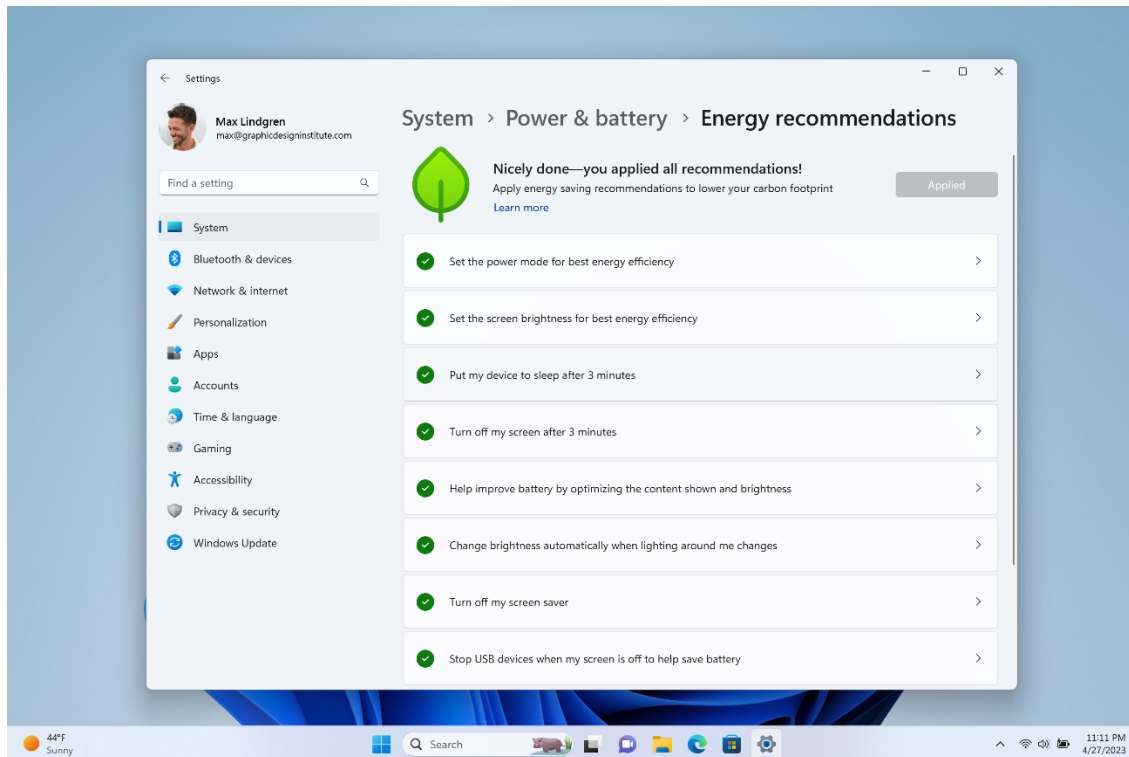 Settings
Max Lindgren
max@graphicdesigninstitute.com
Find a setting
System
Bluetooth & devices
Network & internet
Personalization
Apps
Accounts
Time & language
Gaming
Accessibility
Privacy & security
Windows Update
System > Power & battery > Energy recommendations
Nicely done—you applied all recommendations!
Apply energy saving recommendations to lower your carbon footprint
Learn more
Applied
Set the power mode for best energy efficiency
Set the screen brightness for best energy efficiency
Put my device to sleep after 3 minutes
Turn off my screen after 3 minutes
Help improve battery by optimizing the content shown and brightness
Change brightness automatically when lighting around me changes
Turn off my screen saver
Stop USB devices when my screen is off to help save battery
44°F
Sunny
Search
11:11 PM
4/27/2023